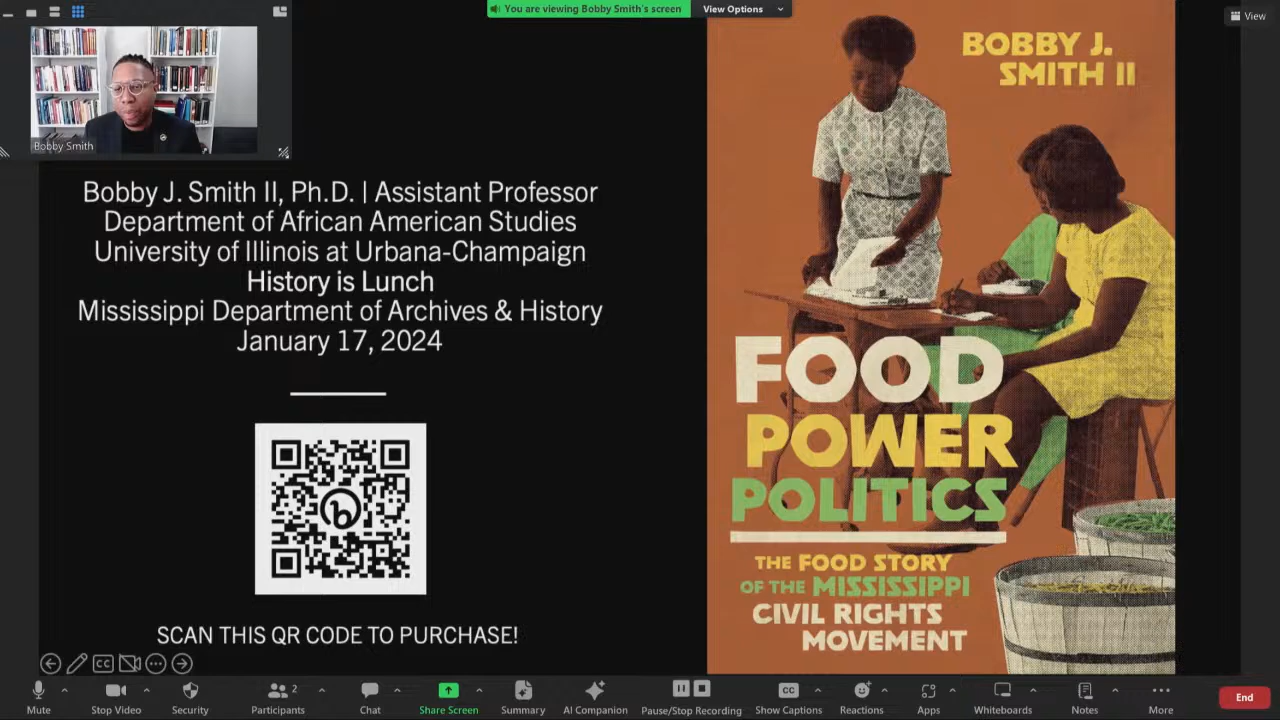 You are viewing Bobby Smith's screen
View Options
View
Bobby Smith
Bobby J. Smith II, Ph.D. | Assistant Professor
Department of African American Studies
University of Illinois at Urbana-Champaign
History is Lunch
Mississippi Department of Archives & History
January 17, 2024
SCAN THIS QR CODE TO PURCHASE!
BOBBY J.
SMITH II
FOOD
POWER
POLITICS
THE FOOD STORY
OF THE MISSISSIPPI
CIVIL RIGHTS
MOVEMENT
CC
Mute
Stop Video
Security
Participants
2
Chat
Share Screen
Summary
AI Companion
Pause/Stop Recording
CC
Show Captions
Reactions
Apps
Whiteboards
Notes
More
End